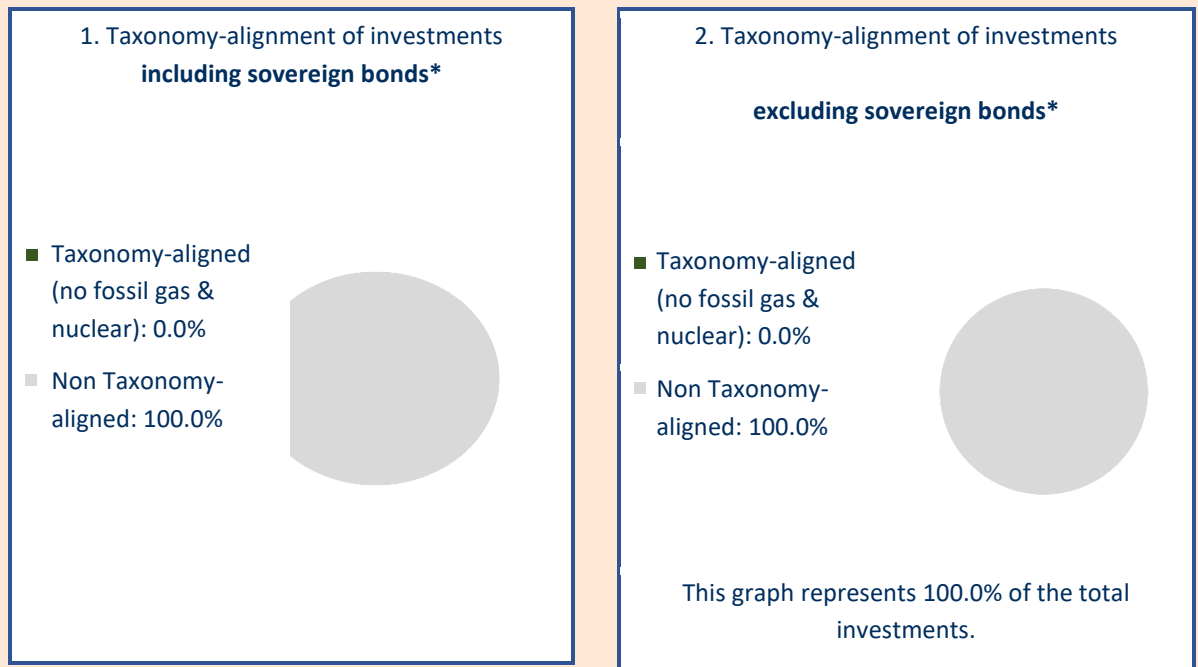 1. Taxonomy-alignment of investments
including sovereign bonds*
Taxonomy-aligned
(no fossil gas &
nuclear): 0.0%
Non Taxonomy-
aligned: 100.0%
2. Taxonomy-alignment of investments
excluding sovereign bonds*
Taxonomy-aligned
(no fossil gas &
nuclear): 0.0%
Non Taxonomy-
aligned: 100.0%
This graph represents 100.0% of the total
investments.